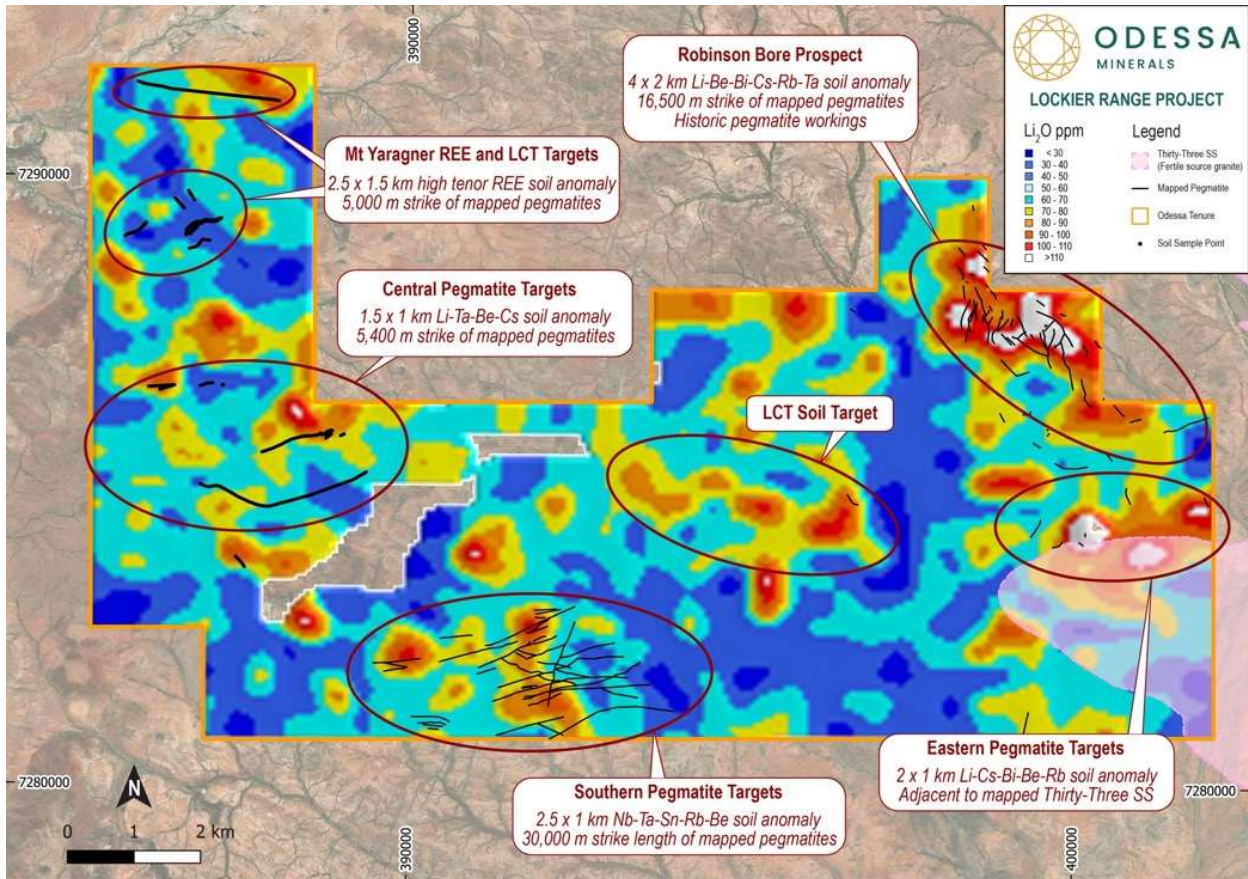 390000
ODESSA
MINERALS
LOCKIER RANGE PROJECT
Li2O ppm
< 30
30 - 40
40 - 50
50 - 60
60 - 70
70 - 80
80 - 90
90 - 100
100 - 110
>110
Legend
Thirty-Three SS
(Fertile source granite)
Mapped Pegmatite
Odessa Tenure
Soil Sample Point
Robinson Bore Prospect
4 x 2 km Li-Be-Bi-Cs-Rb-Ta soil anomaly
16,500 m strike of mapped pegmatites
Historic pegmatite workings
7290000
Mt Yaragner REE and LCT Targets
2.5 x 1.5 km high tenor REE soil anomaly
5,000 m strike of mapped pegmatites
Central Pegmatite Targets
1.5 x 1 km Li-Ta-Be-Cs soil anomaly
5,400 m strike of mapped pegmatites
LCT Soil Target
Eastern Pegmatite Targets
2 x 1 km Li-Cs-Bi-Be-Rb soil anomaly
Adjacent to mapped Thirty-Three SS
Southern Pegmatite Targets
2.5 x 1 km Nb-Ta-Sn-Rb-Be soil anomaly
30,000 m strike length of mapped pegmatites
7280000
7280000
N
0 1 2 km
390000
400000